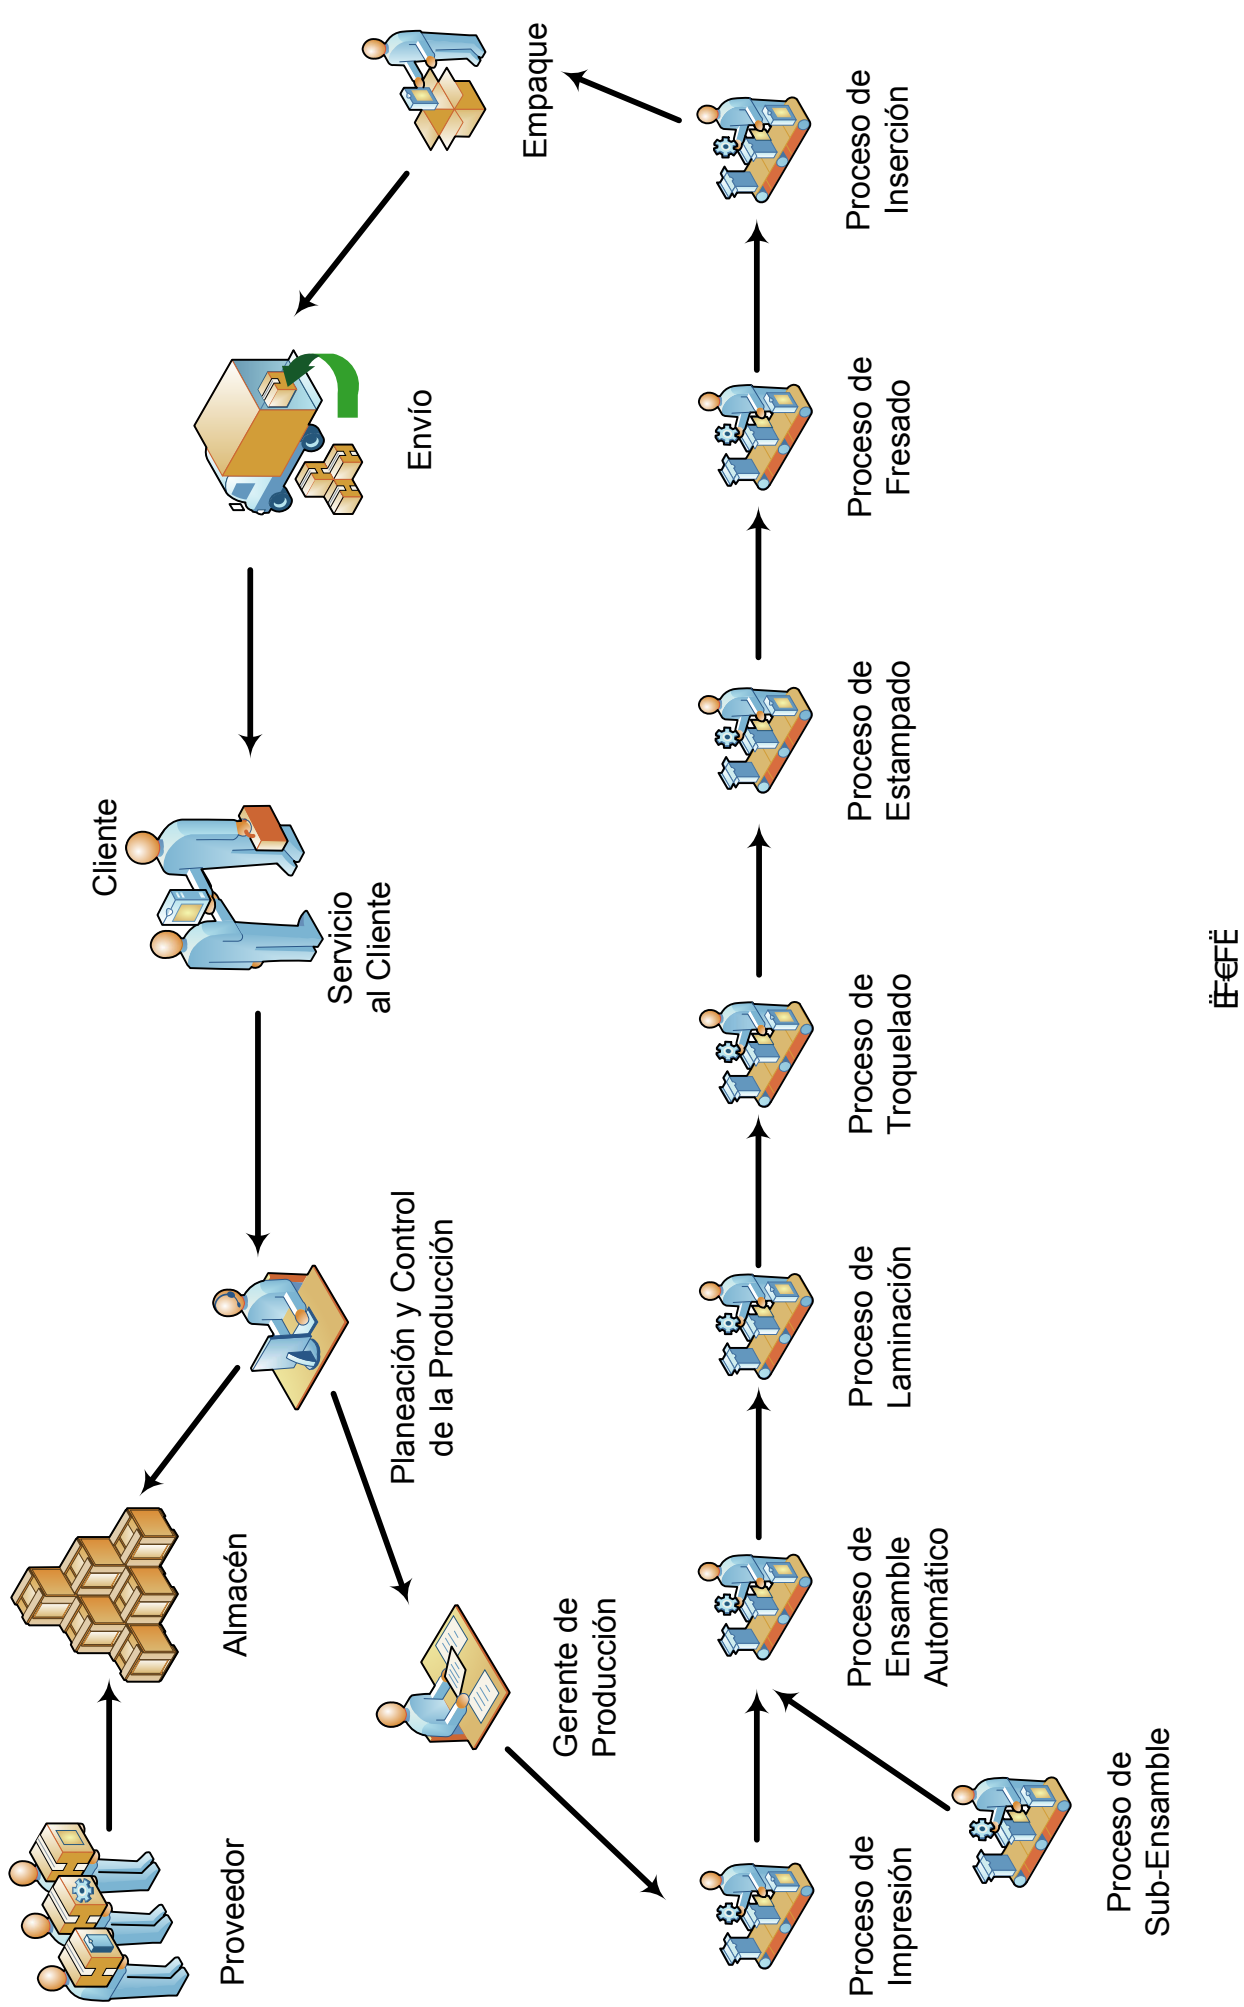 Proveedor
Almacén
Planeación y Control
de la Producción
Cliente
Servicio
al Cliente
Envío
Empaque
Gerente de
Producción
Proceso de
Impresión
Proceso de
Sub-Ensamble
Proceso de
Ensamble
Automático
Proceso de
Laminación
Proceso de
Troquelado
Proceso de
Estampado
Proceso de
Fresado
Proceso de
Inserción